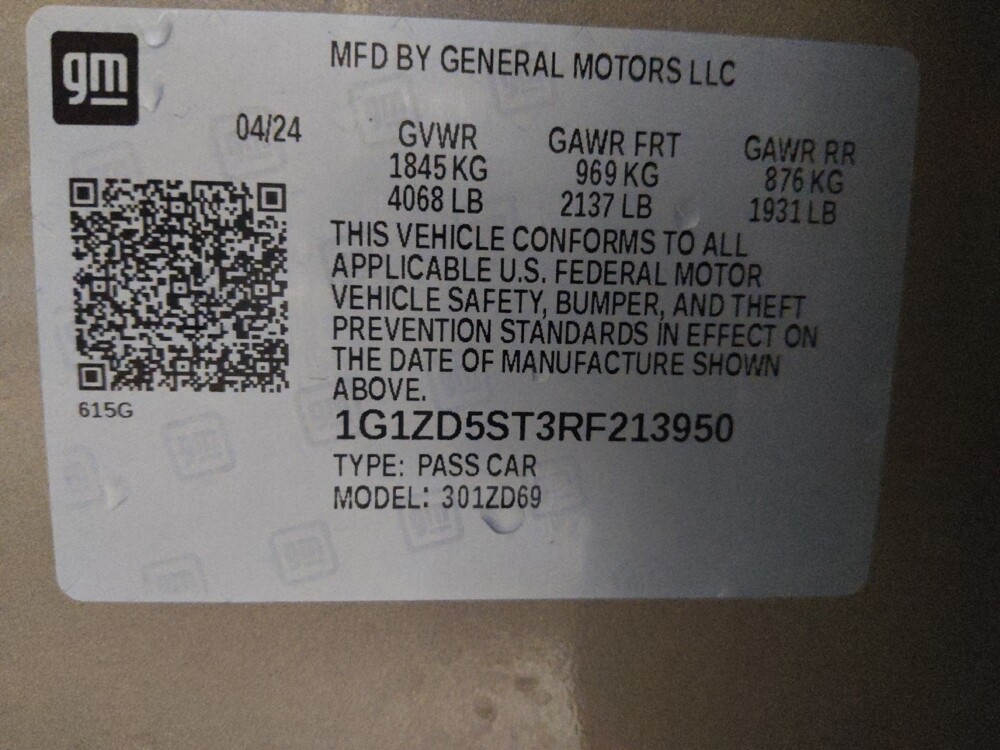 gm
MFD BY GENERAL MOTORS LLC
04/24
GVWR GAWR FRT GAWR RR
1845 KG 969 KG 876 KG
4068 LB 2137 LB 1931 LB
THIS VEHICLE CONFORMS TO ALL
APPLICABLE U.S. FEDERAL MOTOR
VEHICLE SAFETY, BUMPER, AND THEFT
PREVENTION STANDARDS IN EFFECT ON
THE DATE OF MANUFACTURE SHOWN
ABOVE.
615G
1G1ZD5ST3RF213950
TYPE: PASS CAR
MODEL: 301ZD69